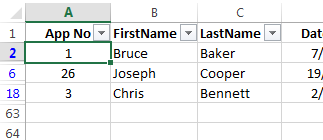 A B C
1 App No FirstName LastName Dat
2 1 Bruce Baker 7/
6 26 Joseph Cooper 19/
18 3 Chris Bennett 2/
63
64